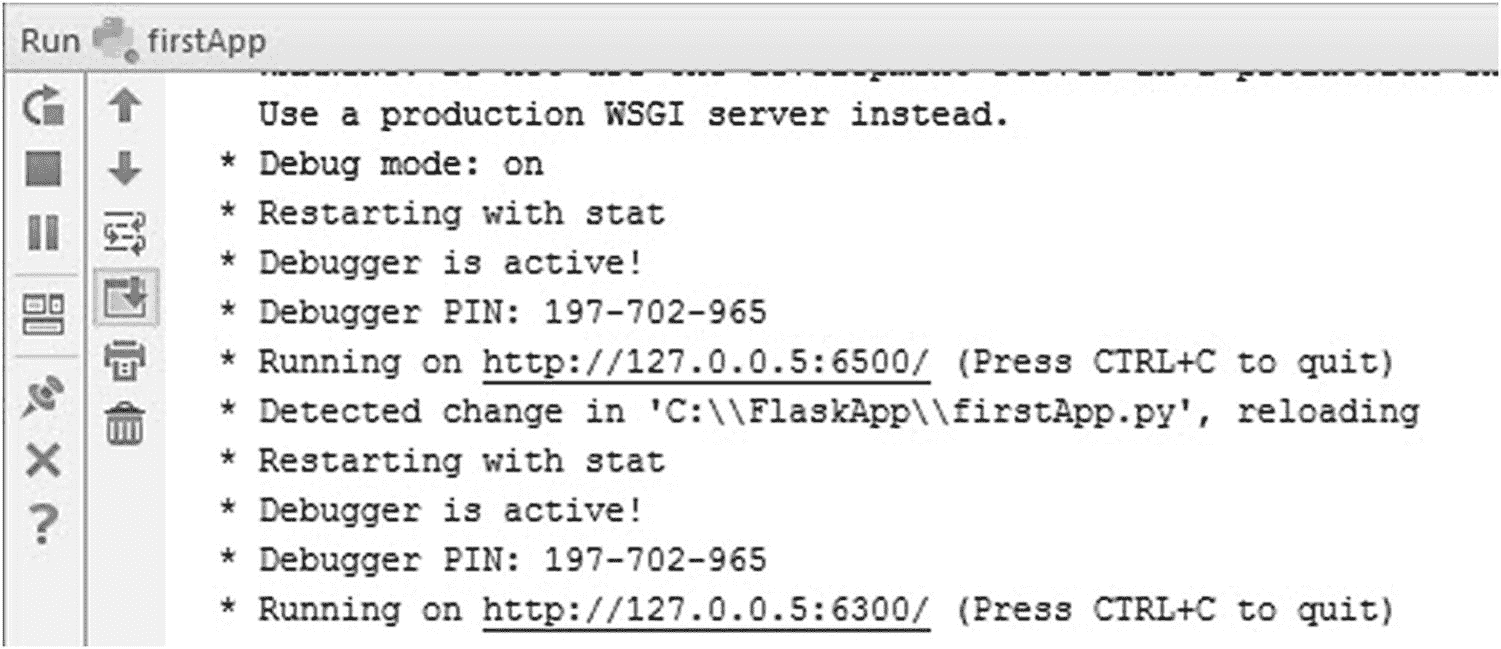 Run firstApp
Use a production WSGI server instead.
* Debug mode: on
* Restarting with stat
* Debugger is active!
* Debugger PIN: 197-702-965
* Running on http://127.0.0.5:6500/ (Press CTRL+C to quit)
* Detected change in 'C:\\FlaskApp\\firstApp.py', reloading
* Restarting with stat
* Debugger is active!
* Debugger PIN: 197-702-965
* Running on http://127.0.0.5:6300/ (Press CTRL+C to quit)